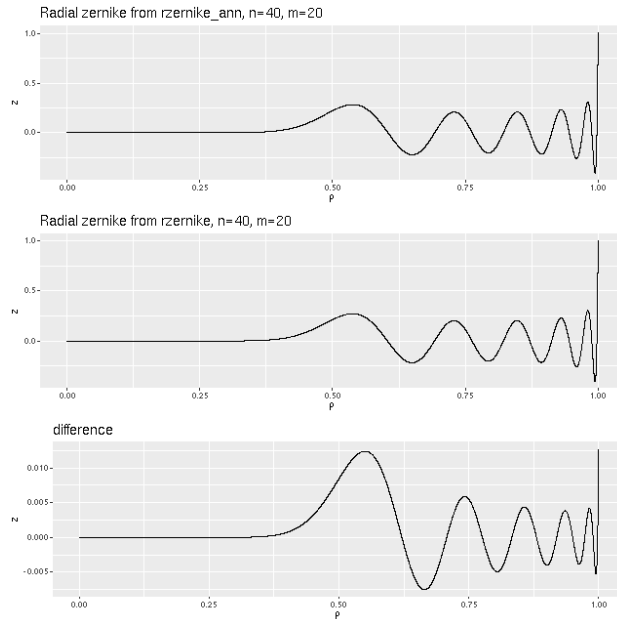 Radial zernike from rzernike_ann, n=40, m=20
1.0
0.5
0.0
z
0.00 0.25 0.50 0.75 1.00
ρ
Radial zernike from rzernike, n=40, m=20
1.0
0.5
0.0
z
0.00 0.25 0.50 0.75 1.00
ρ
difference
0.010
0.005
0.000
-0.005
z
0.00 0.25 0.50 0.75 1.00
ρ